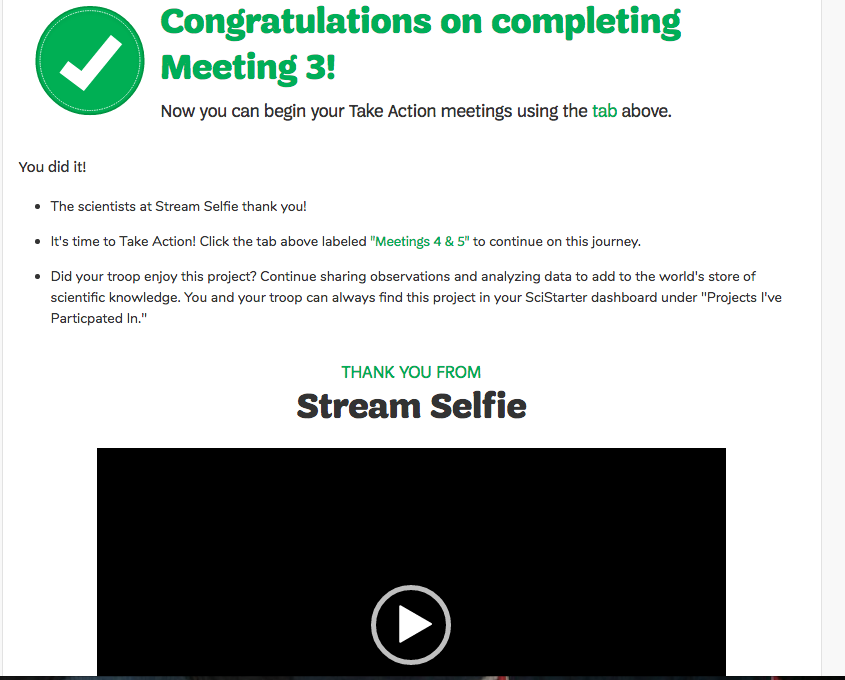 Congratulations on completing
Meeting 3!
Now you can begin your Take Action meetings using the tab above.
You did it!
The scientists at Stream Selfie thank you!
It's time to Take Action! Click the tab above labeled "Meetings 4 & 5" to continue on this journey.
Did your troop enjoy this project? Continue sharing observations and analyzing data to add to the world's store of
scientific knowledge. You and your troop can always find this project in your SciStarter dashboard under "Projects I've
Particpated In."
THANK YOU FROM
Stream Selfie